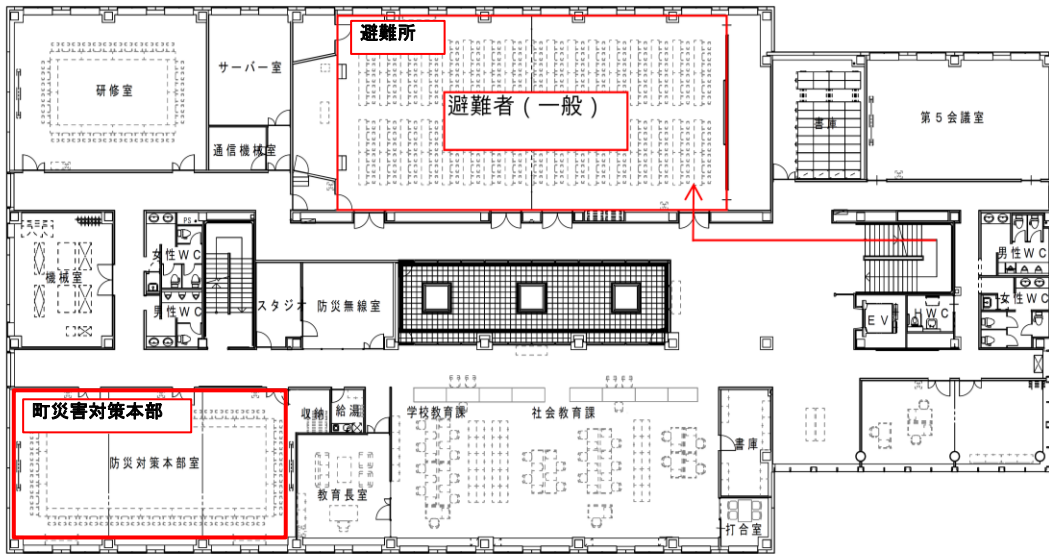 避難所
サーバー室
研修室
避難者（一般）
書庫
第５会議室
通信機械室
PS
女性ＷＣ
男性ＷＣ
機械室
スタジオ
防災無線室
男性ＷＣ
女性ＷＣ
ＥＶ
ＨＷＣ
町災害対策本部
収納
給湯
学校教育課
社会教育課
防災対策本部室
教育長室
書庫
打合室